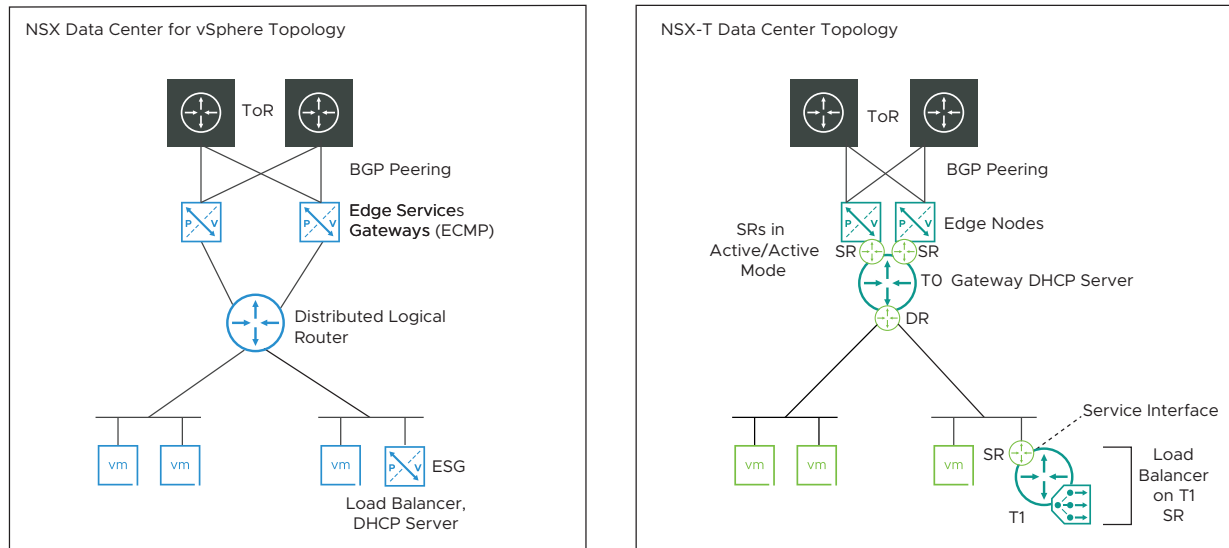 NSX Data Center for vSphere Topology
ToR
BGP Peering
P V
P V
Edge Services
Gateways (ECMP)
Distributed Logical
Router
vm
vm
vm
P V
ESG
Load Balancer,
DHCP Server
NSX-T Data Center Topology
ToR
BGP Peering
P V
P V
Edge Nodes
SRs in
Active/Active
Mode
SR
SR
T0 Gateway DHCP Server
DR
Service Interface
vm
vm
vm
SR
T1
Load
Balancer
on T1
SR